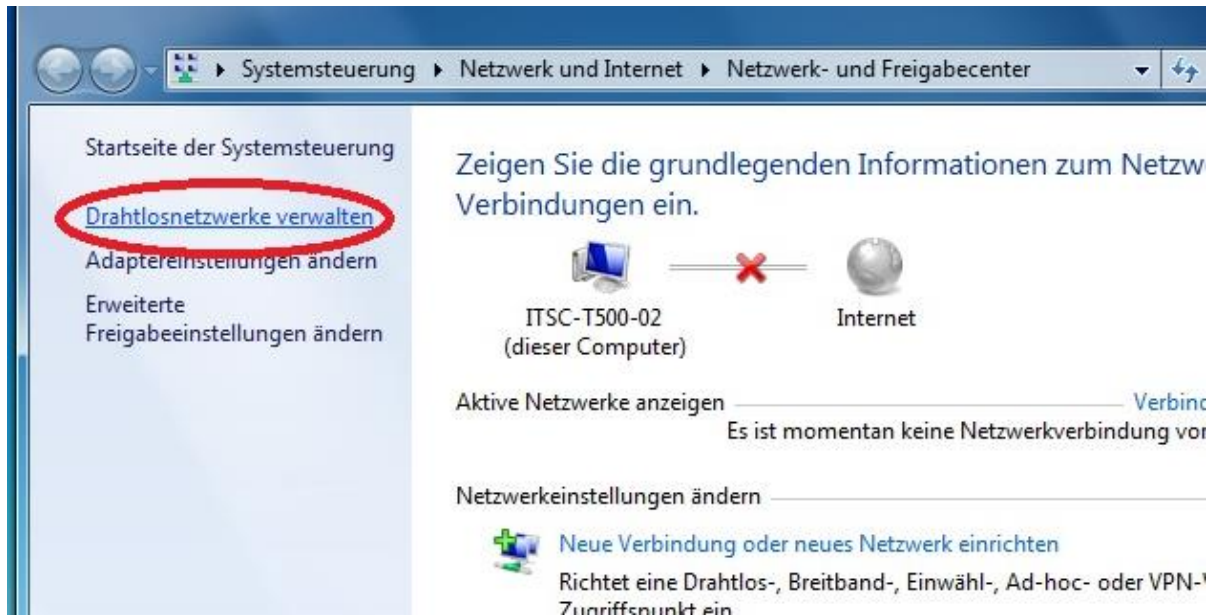 Systemsteuerung Netzwerk und Internet Netzwerk- und Freigabecenter
Startseite der Systemsteuerung
Drahtlosnetzwerke verwalten
Adaptereinstellungen ändern
Erweiterte
Freigabeeinstellungen ändern
Zeigen Sie die grundlegenden Informationen zum Netzw
Verbindungen ein.
ITSC-T500-02
(dieser Computer)
Internet
Aktive Netzwerke anzeigen Verbind
Es ist momentan keine Netzwerkverbindung vor
Netzwerkeinstellungen ändern
Neue Verbindung oder neues Netzwerk einrichten
Richtet eine Drahtlos-, Breitband-, Einwähl-, Ad-hoc- oder VPN-V
Zugriffspunkt ein.